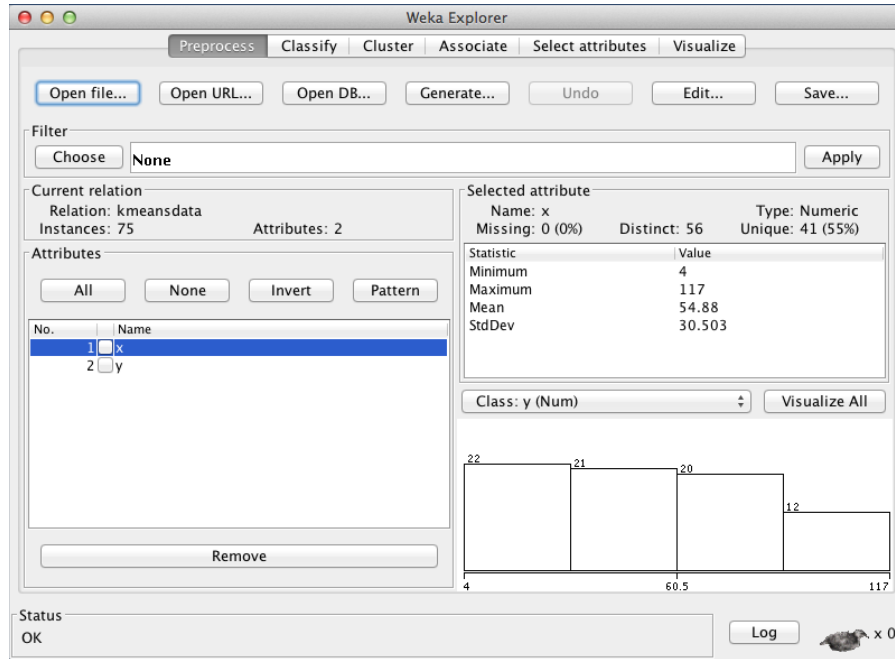 Weka Explorer
Preprocess Classify Cluster Associate Select attributes Visualize
Open file... Open URL... Open DB... Generate... Undo Edit... Save...
Filter
Choose None Apply
Current relation
Relation: kmeansdata
Instances: 75 Attributes: 2
Attributes
All None Invert Pattern
No. Name
1 x
2 y
Remove
Selected attribute
Name: x Type: Numeric
Missing: 0 (0%) Distinct: 56 Unique: 41 (55%)
Statistic Value
Minimum 4
Maximum 117
Mean 54.88
StdDev 30.503
Class: y (Num) Visualize All
22 21 20 12
4 60.5 117
Status
OK
Log x 0